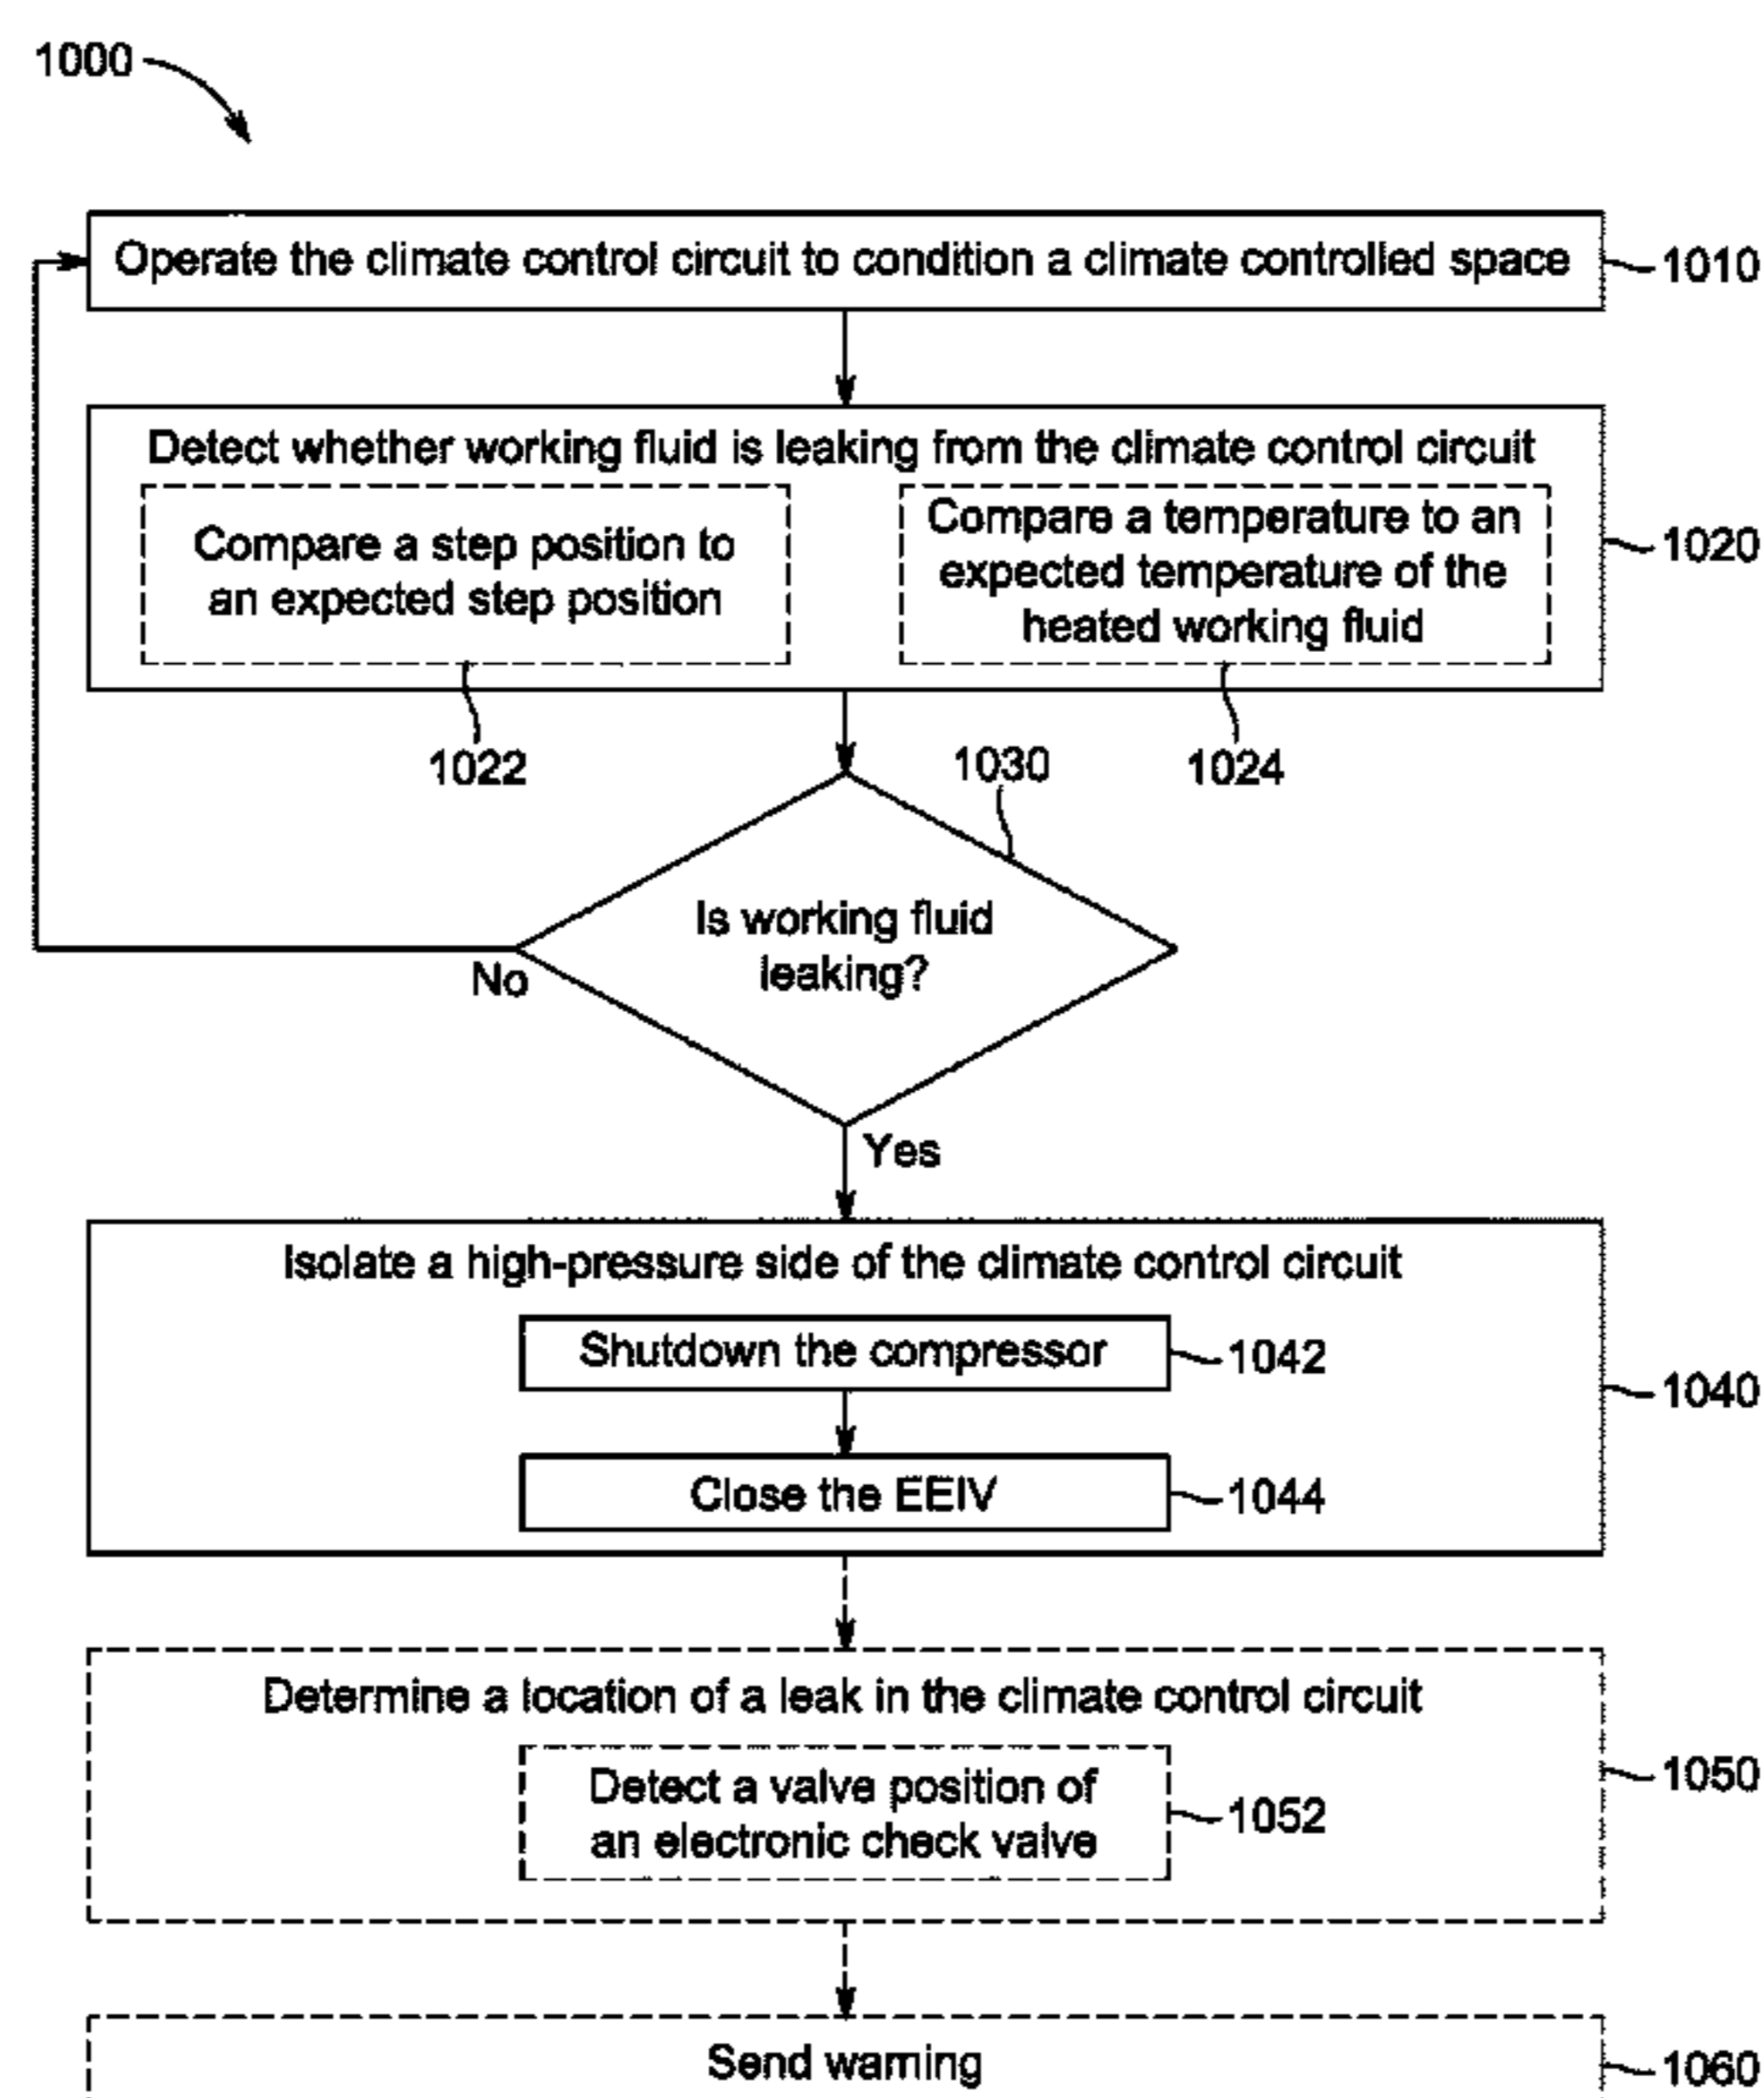 1000
Operate the climate control circuit to condition a climate controlled space
1010
Detect whether working fluid is leaking from the climate control circuit
Compare a step position to
an expected step position
Compare a temperature to an
expected temperature of the
heated working fluid
1020
1022
1024
1030
Is working fluid
leaking?
No
Yes
Isolate a high-pressure side of the climate control circuit
Shutdown the compressor
1042
1040
Close the EEIV
1044
Determine a location of a leak in the climate control circuit
Detect a valve position of
an electronic check valve
1052
1050
Send warning
1060